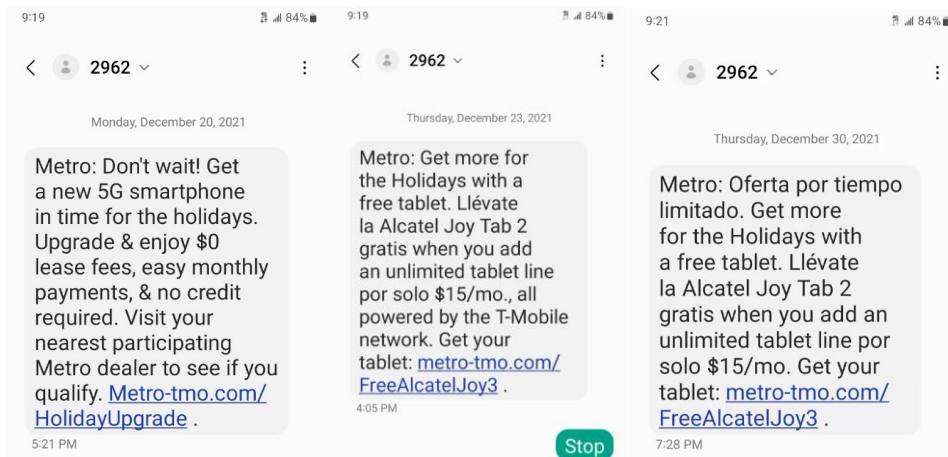 9:19
84%
2962
Monday, December 20, 2021
Metro: Don't wait! Get
a new 5G smartphone
in time for the holidays.
Upgrade & enjoy $0
lease fees, easy monthly
payments, & no credit
required. Visit your
nearest participating
Metro dealer to see if you
qualify. Metro-tmo.com/
HolidayUpgrade .
5:21 PM
9:19
84%
2962
Thursday, December 23, 2021
Metro: Get more for
the Holidays with a
free tablet. Llévate
la Alcatel Joy Tab 2
gratis when you add
an unlimited tablet line
por solo $15/mo., all
powered by the T-Mobile
network. Get your
tablet: metro-tmo.com/
FreeAlcatelJoy3 .
4:05 PM
Stop
9:21
84%
2962
Thursday, December 30, 2021
Metro: Oferta por tiempo
limitado. Get more
for the Holidays with
a free tablet. Llévate
la Alcatel Joy Tab 2
gratis when you add an
unlimited tablet line por
solo $15/mo. Get your
tablet: metro-tmo.com/
FreeAlcatelJoy3 .
7:28 PM